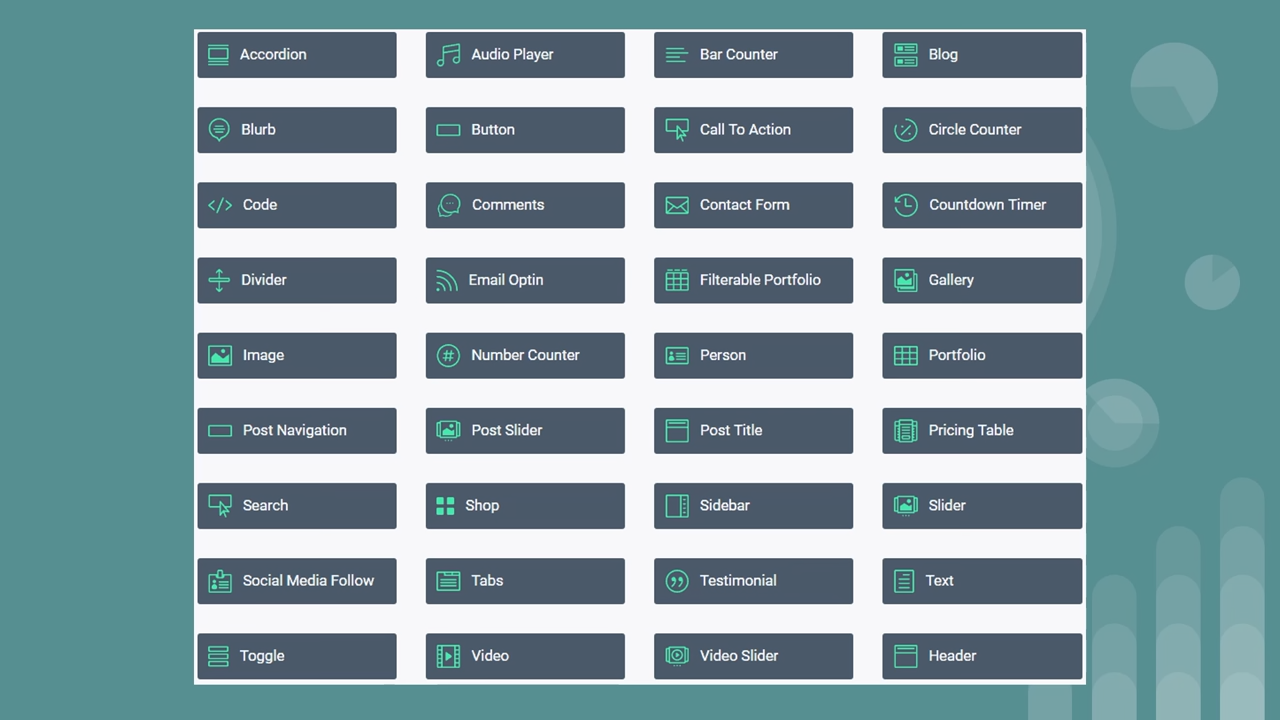 Accordion
Audio Player
Bar Counter
Blog
Blurb
Button
Call To Action
Circle Counter
Code
Comments
Contact Form
Countdown Timer
Divider
Email Optin
Filterable Portfolio
Gallery
Image
Number Counter
Person
Portfolio
Post Navigation
Post Slider
Post Title
Pricing Table
Search
Shop
Sidebar
Slider
Social Media Follow
Tabs
Testimonial
Text
Toggle
Video
Video Slider
Header